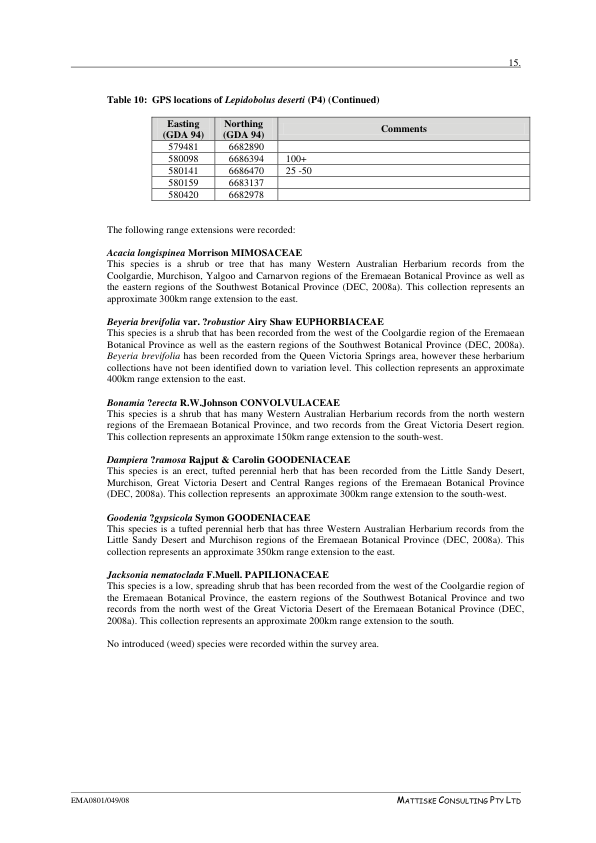 15.
Table 10: GPS locations of Lepidobolus deserti (P4) (Continued)
Easting (GDA 94) Northing (GDA 94) Comments
579481 6682890
580098 6686394 100+
580141 6686470 25 -50
580159 6683137
580420 6682978
The following range extensions were recorded:
Acacia longispinea Morrison MIMOSACEAE
This species is a shrub or tree that has many Western Australian Herbarium records from the
Coolgardie, Murchison, Yalgoo and Carnarvon regions of the Eremaean Botanical Province as well as
the eastern regions of the Southwest Botanical Province (DEC, 2008a). This collection represents an
approximate 300km range extension to the east.
Beyeria brevifolia var. ?robustior Airy Shaw EUPHORBIACEAE
This species is a shrub that has been recorded from the west of the Coolgardie region of the Eremaean
Botanical Province as well as the eastern regions of the Southwest Botanical Province (DEC, 2008a).
Beyeria brevifolia has been recorded from the Queen Victoria Springs area, however these herbarium
collections have not been identified down to variation level. This collection represents an approximate
400km range extension to the east.
Bonamia ?erecta R.W.Johnson CONVOLVULACEAE
This species is a shrub that has many Western Australian Herbarium records from the north western
regions of the Eremaean Botanical Province, and two records from the Great Victoria Desert region.
This collection represents an approximate 150km range extension to the south-west.
Dampiera ?ramosa Rajput & Carolin GOODENIACEAE
This species is an erect, tufted perennial herb that has been recorded from the Little Sandy Desert,
Murchison, Great Victoria Desert and Central Ranges regions of the Eremaean Botanical Province
(DEC, 2008a). This collection represents an approximate 300km range extension to the south-west.
Goodenia ?gypsicola Symon GOODENIACEAE
This species is a tufted perennial herb that has three Western Australian Herbarium records from the
Little Sandy Desert and Murchison regions of the Eremaean Botanical Province (DEC, 2008a). This
collection represents an approximate 350km range extension to the east.
Jacksonia nematoclada F.Muell. PAPILIONACEAE
This species is a low, spreading shrub that has been recorded from the west of the Coolgardie region of
the Eremaean Botanical Province, the eastern regions of the Southwest Botanical Province and two
records from the north west of the Great Victoria Desert of the Eremaean Botanical Province (DEC,
2008a). This collection represents an approximate 200km range extension to the south.
No introduced (weed) species were recorded within the survey area.
EMA0801/049/08 MATTISKE CONSULTING PTY LTD